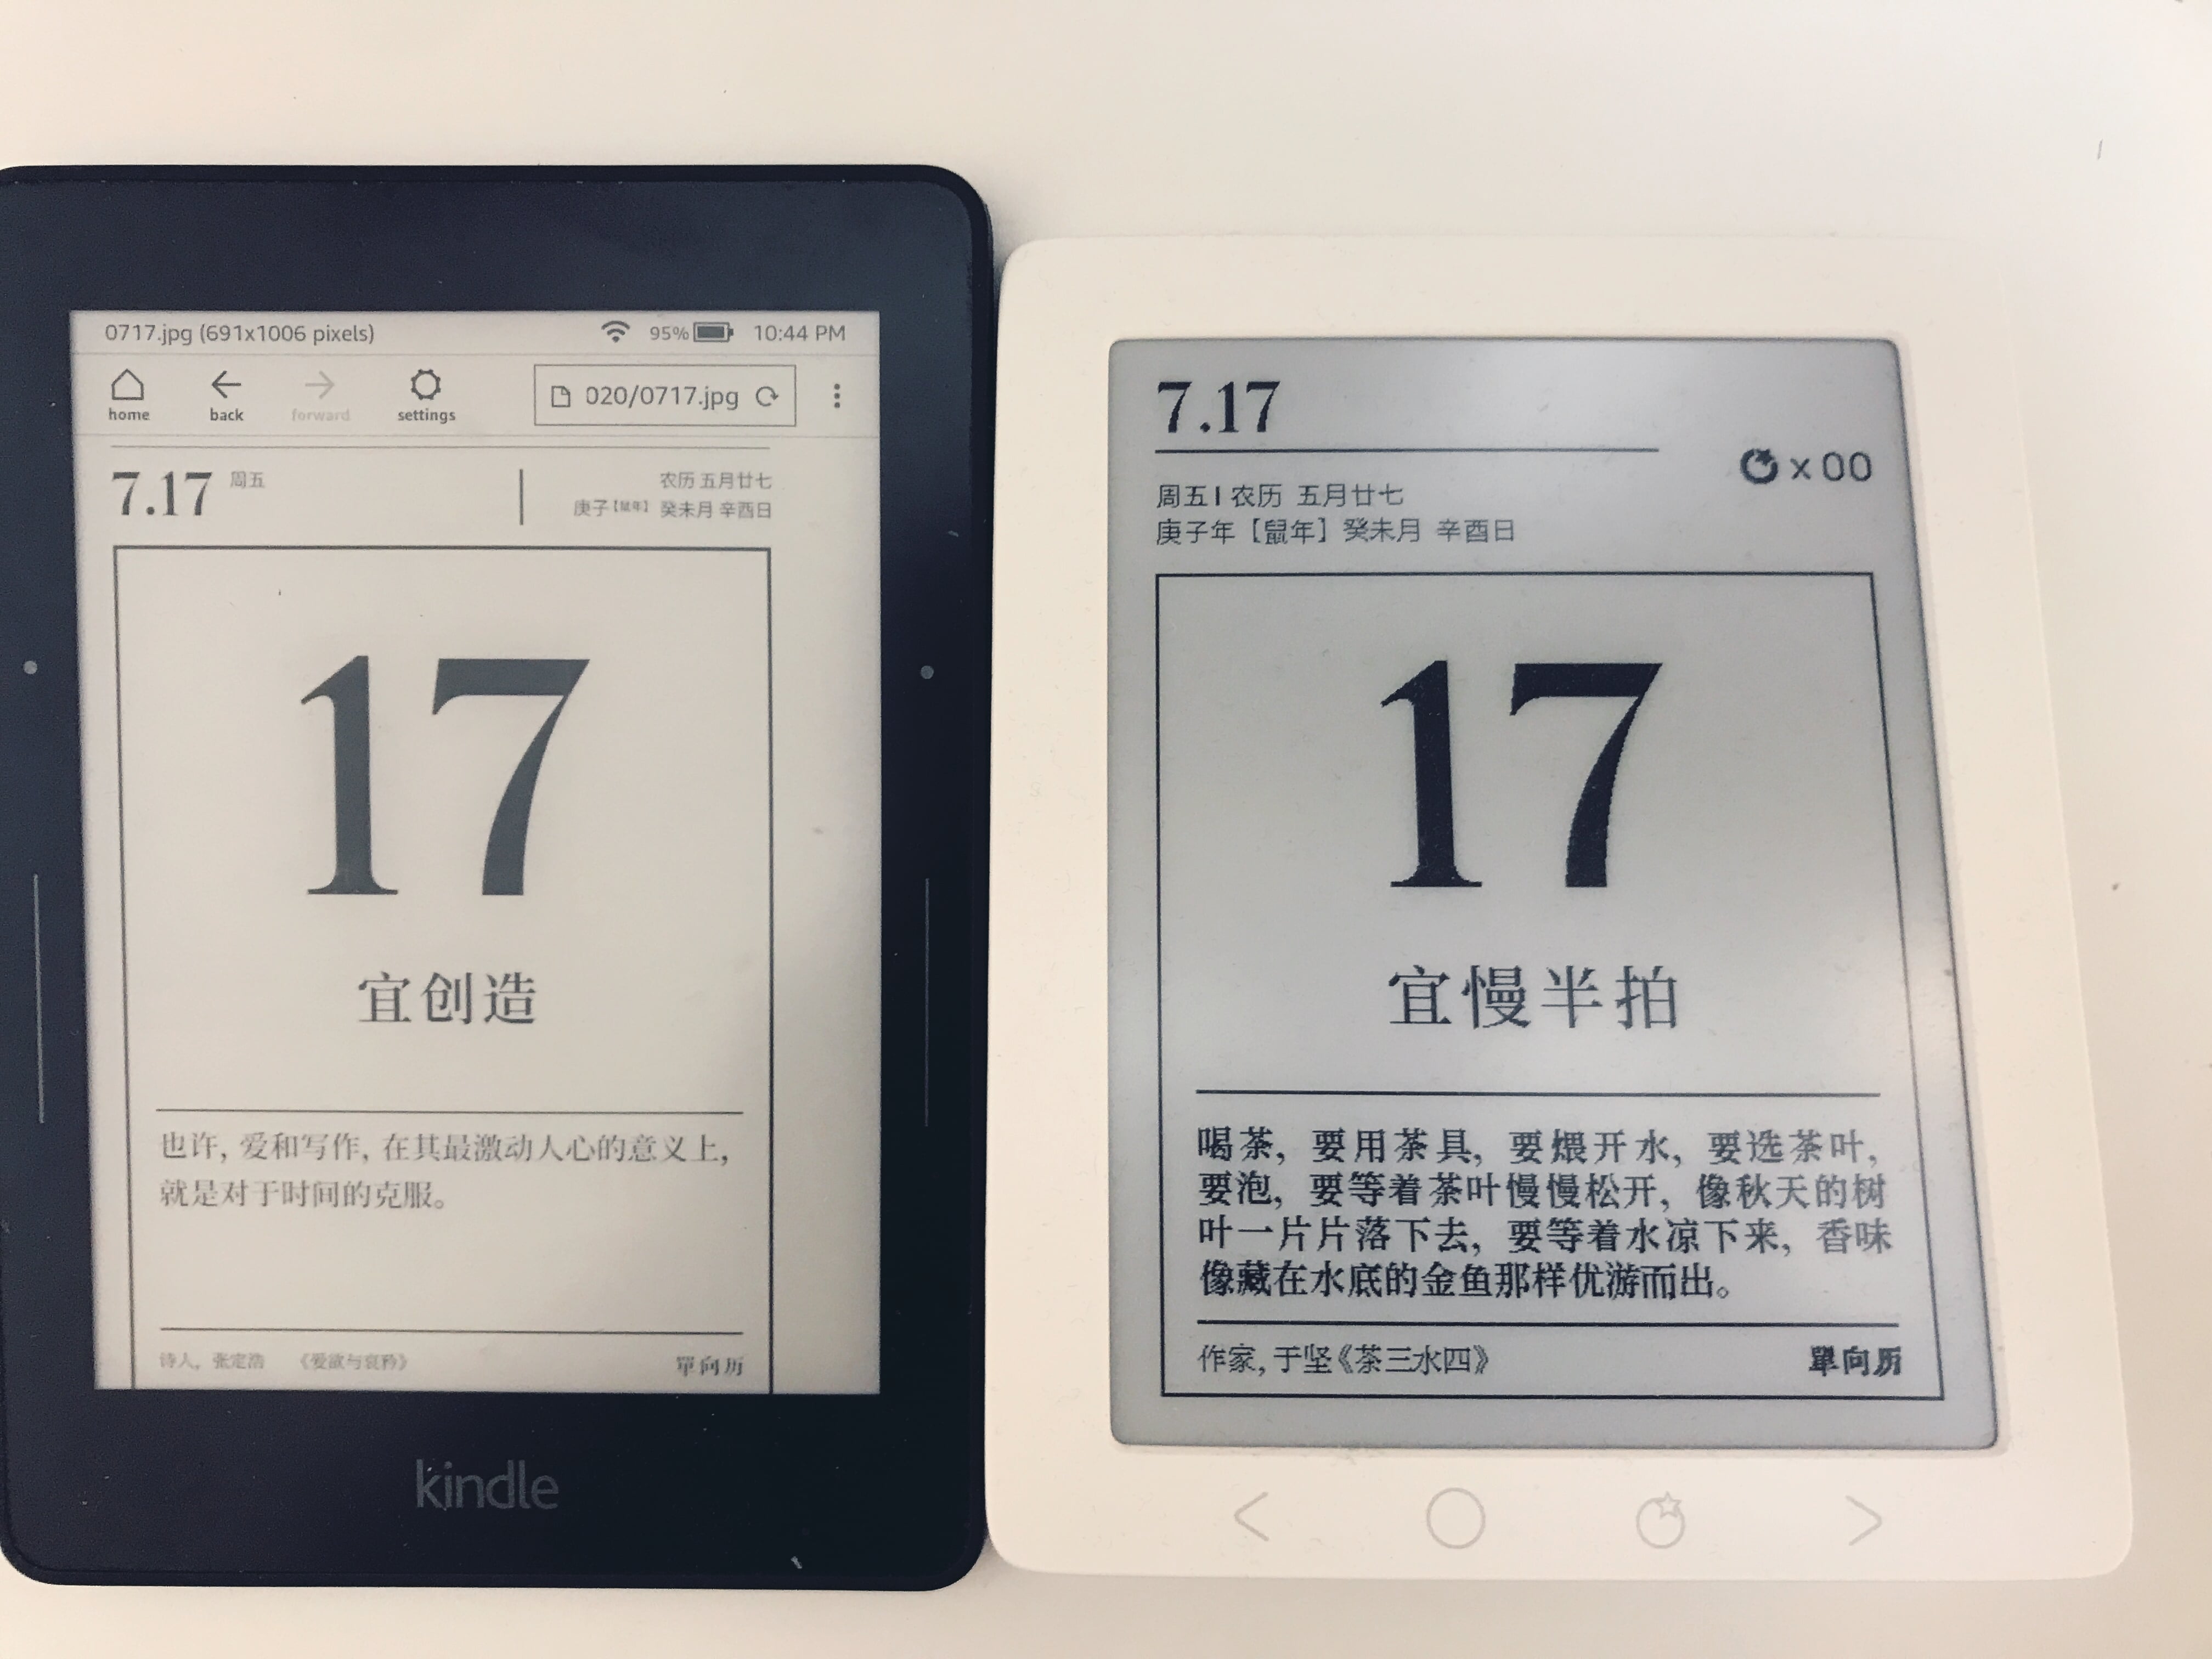 0717.jpg (691x1006 pixels) 95% 10:44 PM
home back forward settings 020/0717.jpg
7.17 周五
农历 五月廿七
庚子【鼠年】 癸未月 辛酉日
17
宜创造
也许, 爱和写作, 在其最激动人心的意义上,
就是对于时间的克服。
诗人, 张定浩 《爱欲与哀矜》 單向历
kindle
7.17
x 00
周五 | 农历 五月廿七
庚子年【鼠年】癸未月 辛酉日
17
宜慢半拍
喝茶, 要用茶具, 要煨开水, 要选茶叶,
要泡, 要等着茶叶慢慢松开, 像秋天的树
叶一片片落下去, 要等着水凉下来, 香味
像藏在水底的金鱼那样优游而出。
作家, 于坚《茶三水四》 單向历